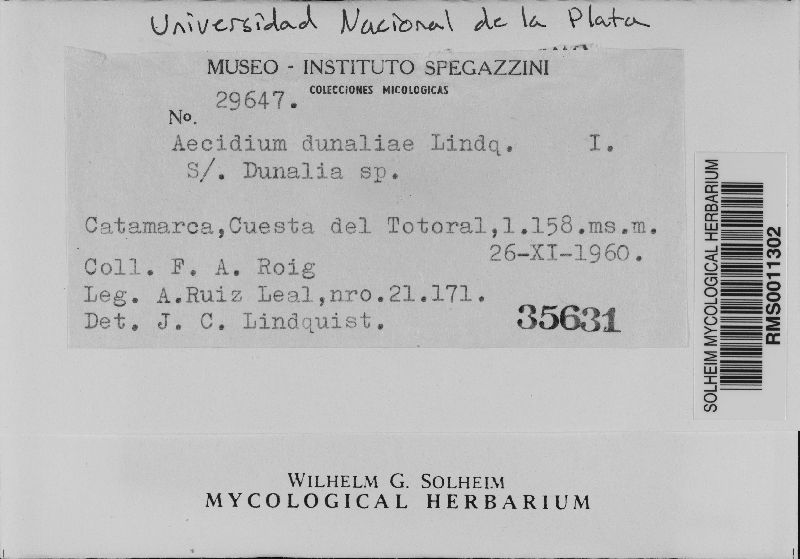 Universidad Nacional de la Plata
MUSEO - INSTITUTO SPEGAZZINI
COLECCIONES MICOLOGICAS
No. 29647.
Aecidium dunaliae Lindq. I.
S/. Dunalia sp.
Catamarca,Cuesta del Totoral,1.158.ms.m.
26-XI-1960.
Coll. F. A. Roig
Leg. A.Ruiz Leal,nro.21.171.
Det. J. C. Lindquist.
35631
SOLHEIM MYCOLOGICAL HERBARIUM
RMS0011302
WILHELM G. SOLHEIM
MYCOLOGICAL HERBARIUM